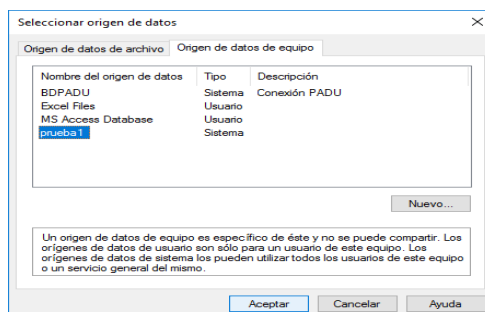 Seleccionar origen de datos
Origen de datos de archivo Origen de datos de equipo
Nombre del origen de datos Tipo Descripción
BDPADU Sistema Conexión PADU
Excel Files Usuario
MS Access Database Usuario
prueba1 Sistema
Nuevo...
Un origen de datos de equipo es específico de éste y no se puede compartir. Los
orígenes de datos de usuario son sólo para un usuario de este equipo. Los
orígenes de datos de sistema los pueden utilizar todos los usuarios de este equipo
o un servicio general del mismo.
Aceptar Cancelar Ayuda